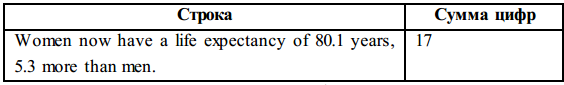 Строка Сумма цифр
Women now have a life expectancy of 80.1 years, 17
5.3 more than men.